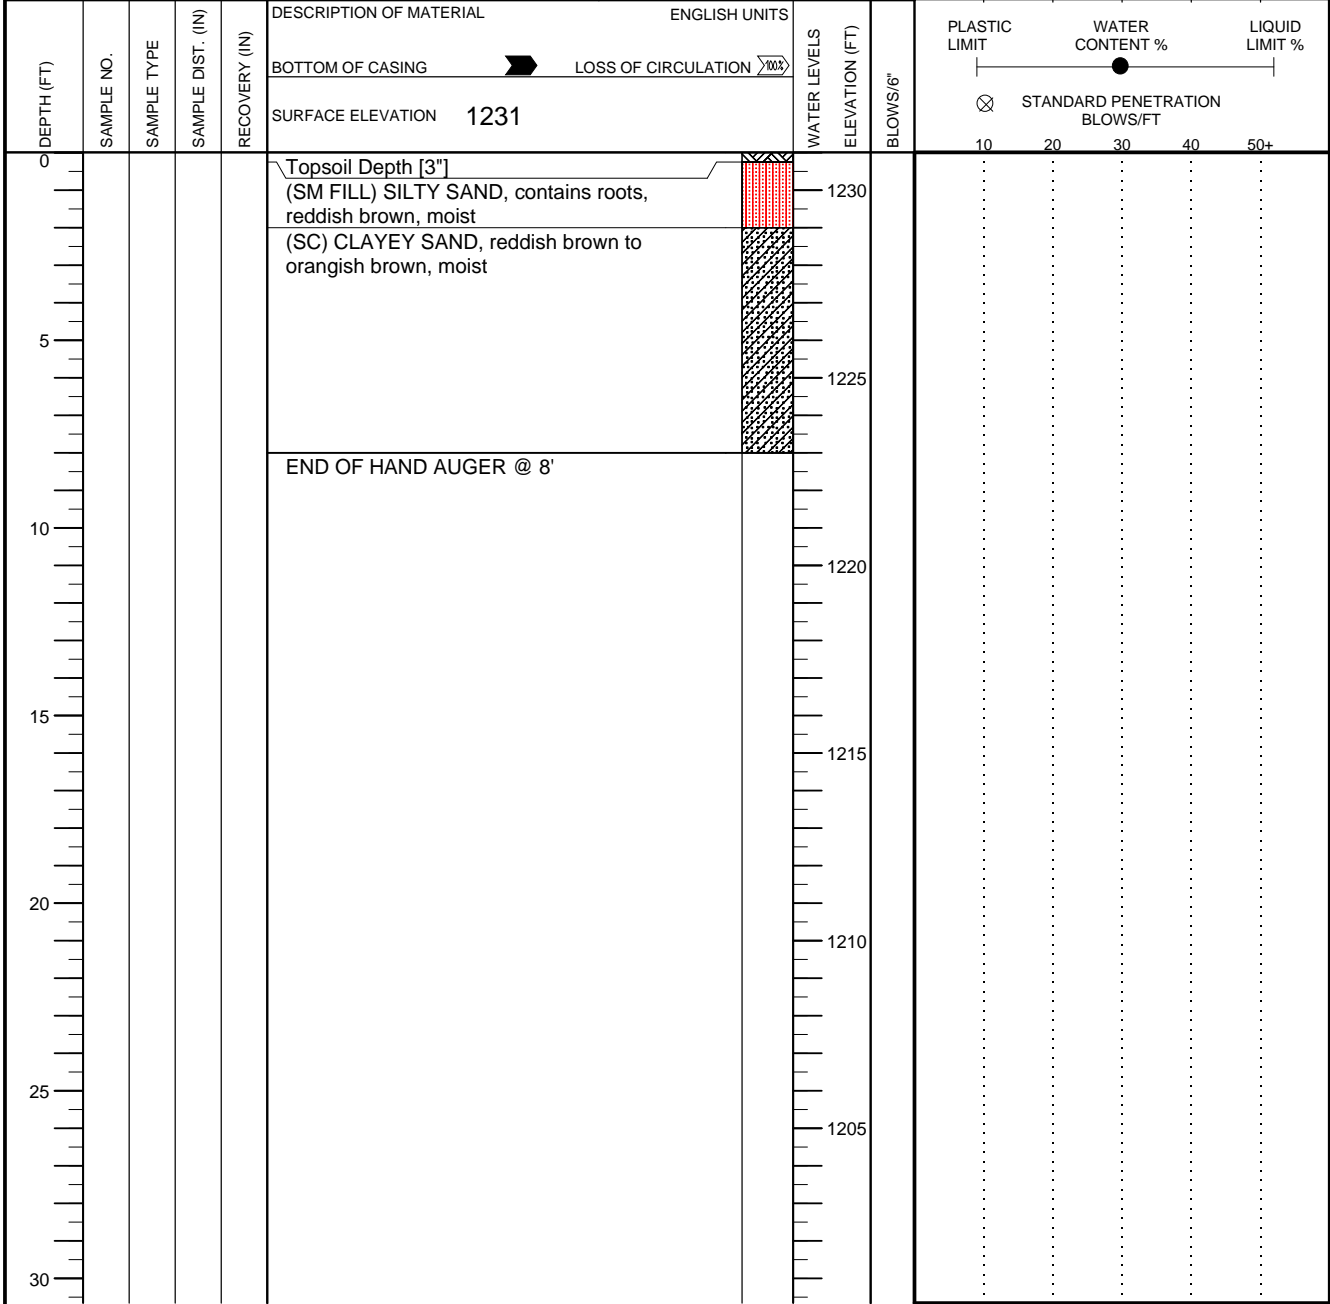 DEPTH (FT)
SAMPLE NO.
SAMPLE TYPE
SAMPLE DIST. (IN)
RECOVERY (IN)
DESCRIPTION OF MATERIAL ENGLISH UNITS
BOTTOM OF CASING LOSS OF CIRCULATION 100%
SURFACE ELEVATION 1231
WATER LEVELS
ELEVATION (FT)
BLOWS/6"
PLASTIC LIMIT
WATER CONTENT %
LIQUID LIMIT %
STANDARD PENETRATION
BLOWS/FT
10 20 30 40 50+
0
Topsoil Depth [3"]
(SM FILL) SILTY SAND, contains roots,
reddish brown, moist
1230
(SC) CLAYEY SAND, reddish brown to
orangish brown, moist
5
1225
END OF HAND AUGER @ 8'
10
1220
15
1215
20
1210
25
1205
30